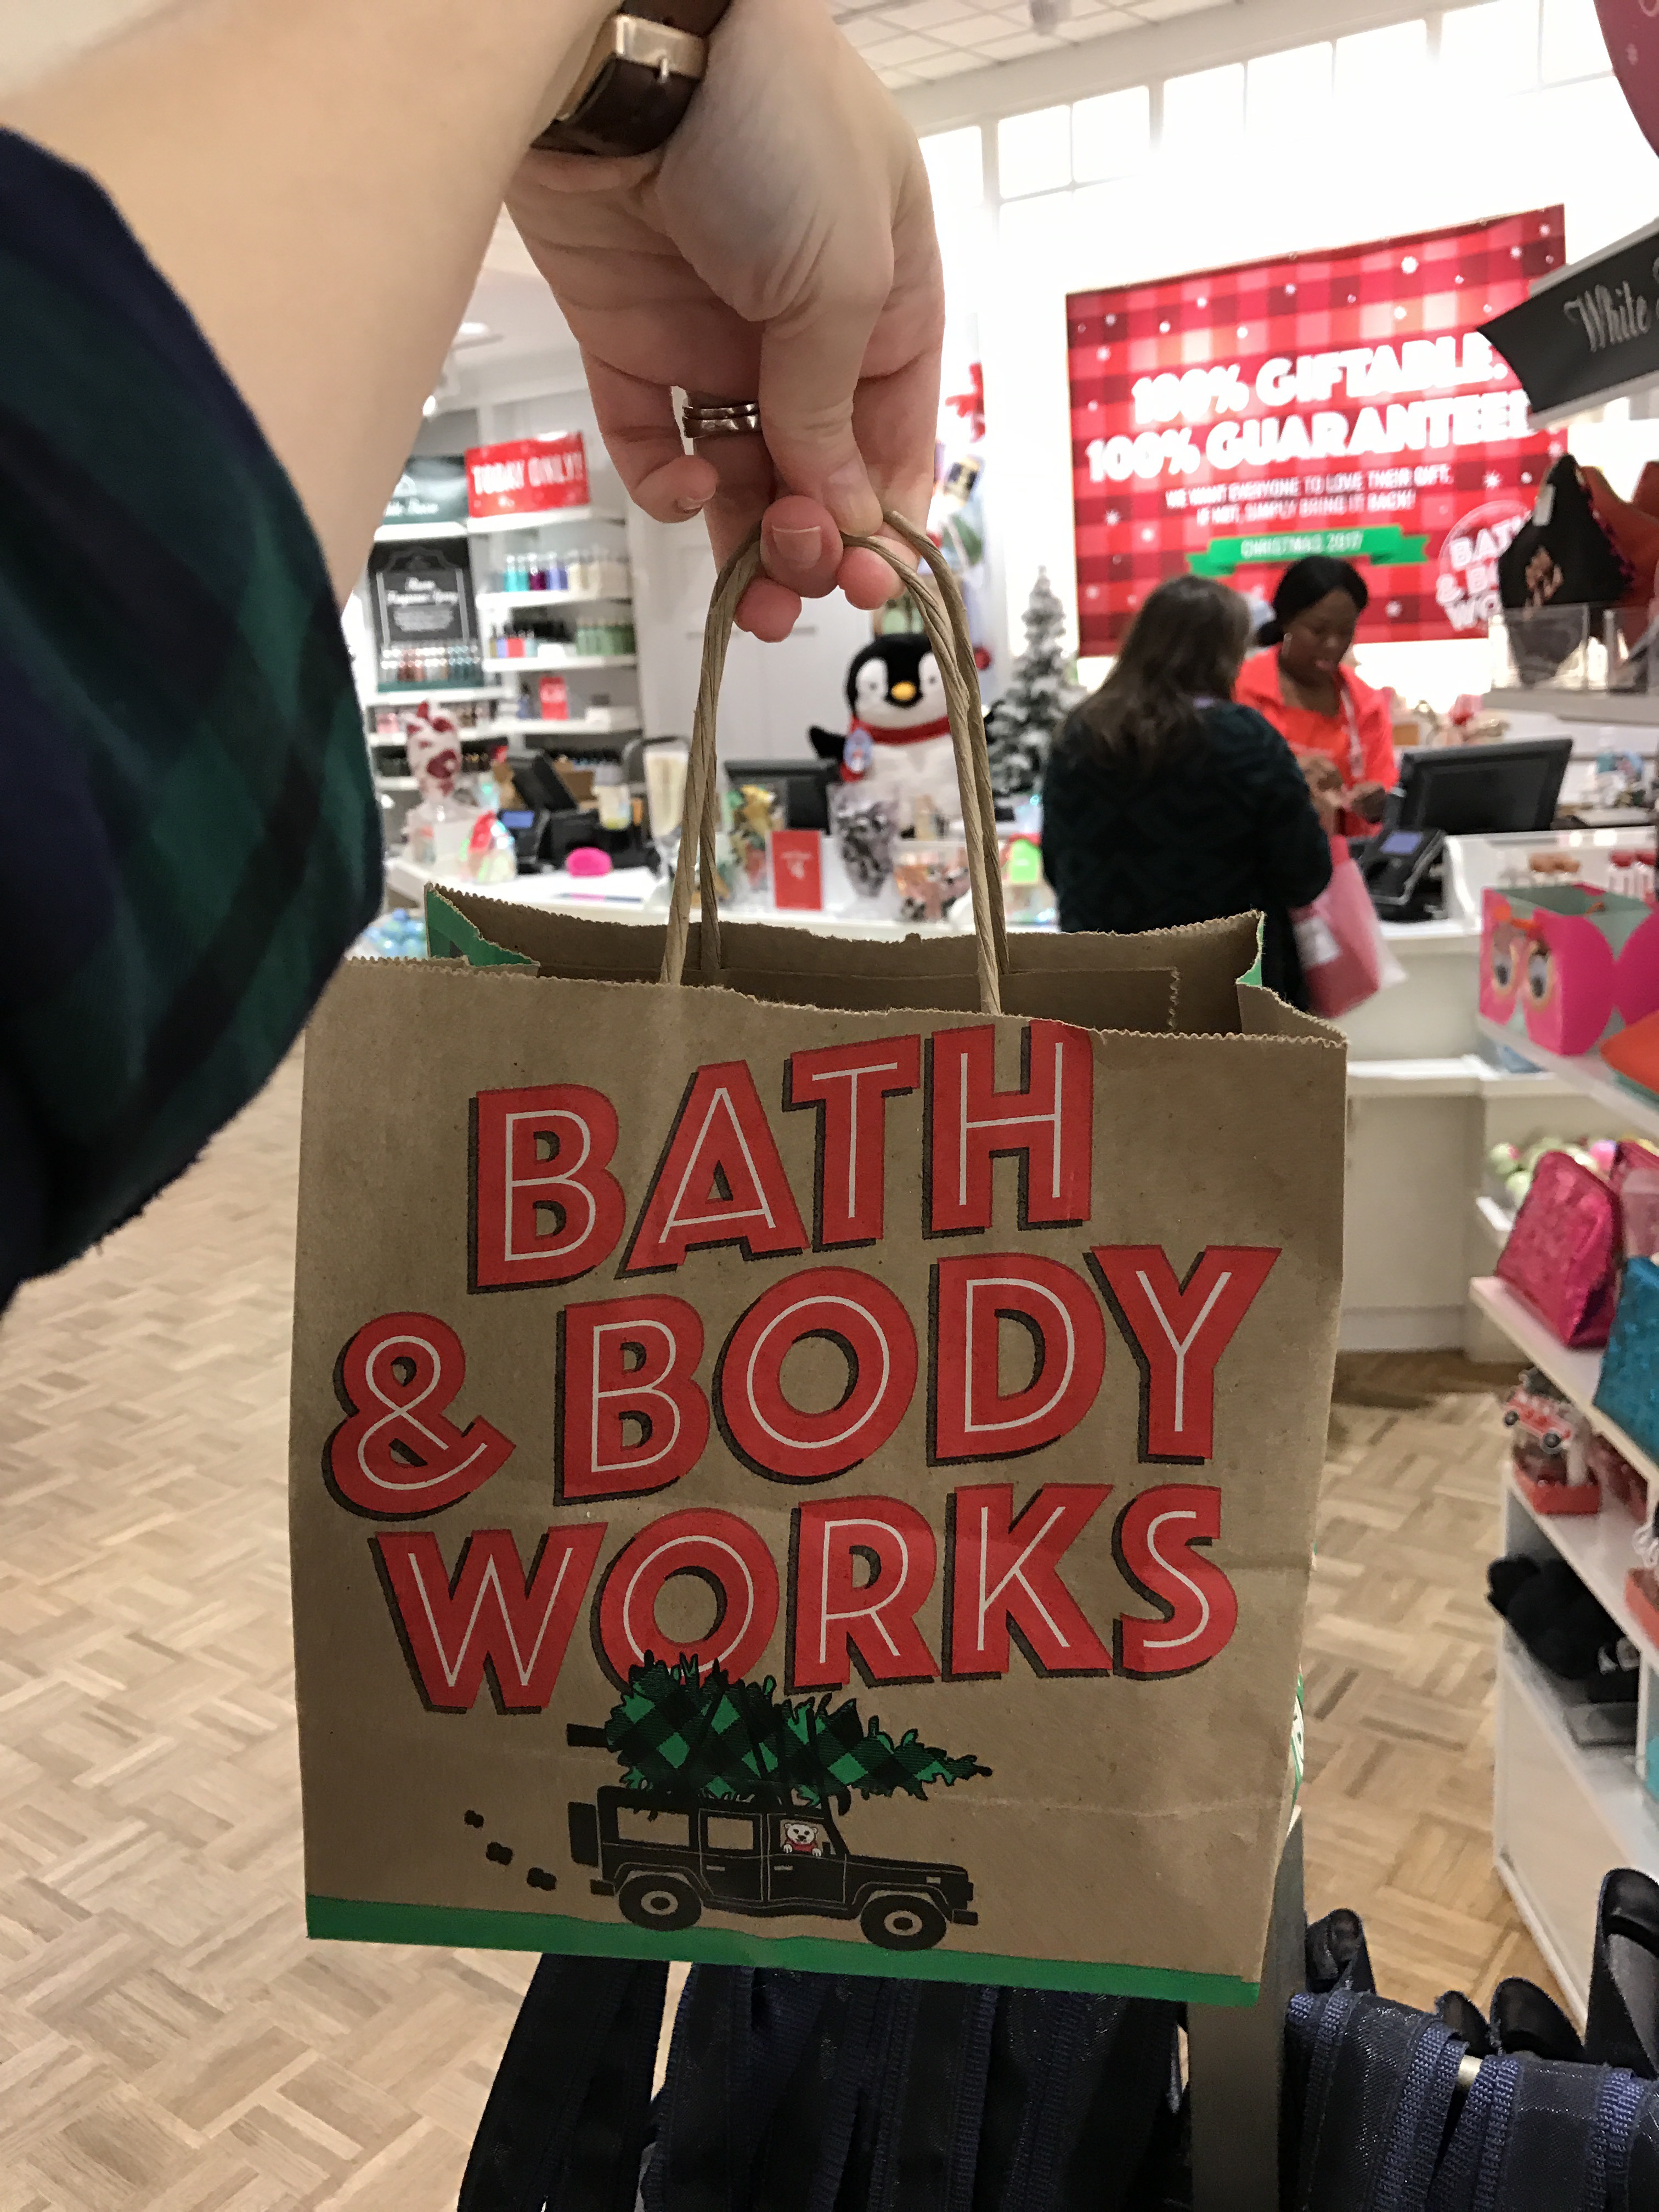 TODAY ONLY!
White
100% GIFTABLE.
100% GUARANTEED
WE WANT EVERYONE TO LOVE THEIR GIFT.
IF NOT, SIMPLY BRING IT BACK!
CHRISTMAS 2017
BATH
& BODY
WORKS